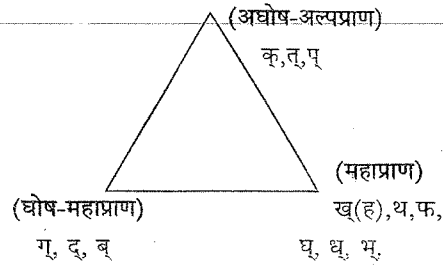 (अघोष-अल्पप्राण)
क्,त्,प्
(महाप्राण)
(घोष-महाप्राण)
ख्(ह),थ,फ,
ग्, द्, ब्
घ्, ध्, भ्,